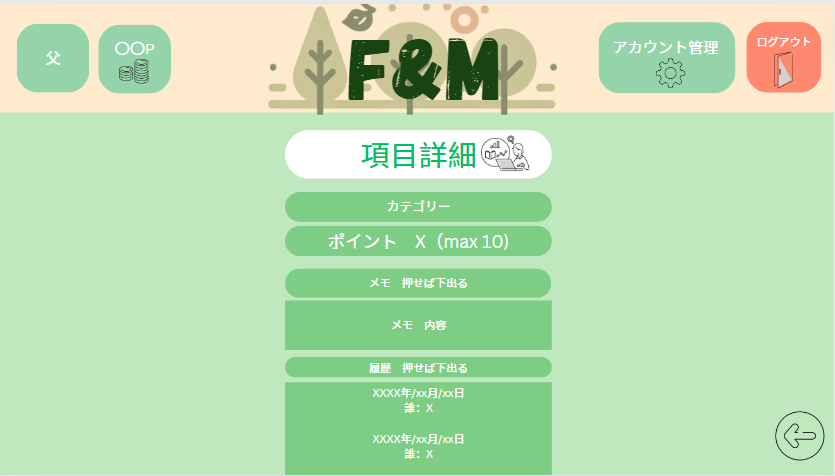 父
〇〇P
F&M
アカウント管理
ログアウト
項目詳細
カテゴリー
ポイント　X（max 10）
メモ　押せば下出る
メモ　内容
履歴　押せば下出る
XXXX年/xx月/xx日
誰：X
XXXX年/xx月/xx日
誰：X